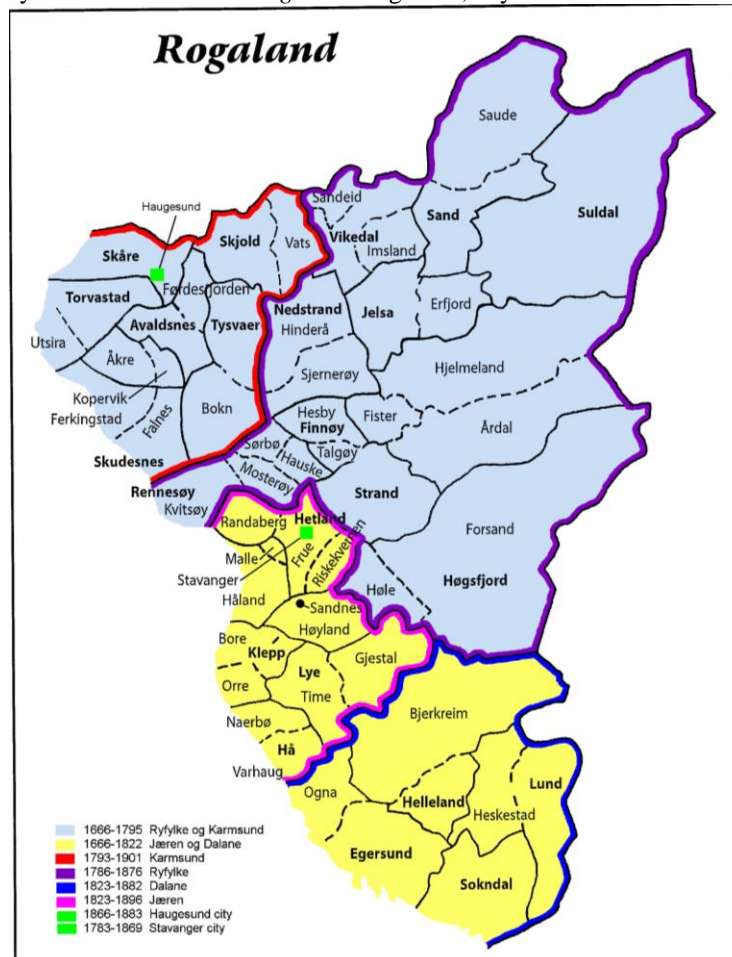 Rogaland
Saude
Haugesund
Sandeid
Sand
Suldal
Skåre
Skjold
Vats
Vikedal
Imsland
Førdesfjorden
Torvastad
Nedstrand
Jelsa
Erfjord
Avaldsnes
Tysvaer
Hinderå
Utsira
Åkre
Hjelmeland
Sjernerøy
Kopervik
Ferkingstad
Falnes
Bokn
Hesby
Fister
Finnøy
Årdal
Sørbø
Hauske
Talgøy
Skudesnes
Mosterøy
Rennesøy
Strand
Kvitsøy
Hetland
Randaberg
Forsand
Malle
Frue
Riskekvernen
Stavanger
Høle
Høgsfjord
Håland
Sandnes
Høyland
Bore
Klepp
Gjestal
Lye
Orre
Time
Bjerkreim
Naerbø
Hå
Varhaug
Ogna
Helleland
Lund
Heskestad
Egersund
Sokndal
1666-1795 Ryfylke og Karmsund
1666-1822 Jæren og Dalane
1793-1901 Karmsund
1786-1876 Ryfylke
1823-1882 Dalane
1823-1896 Jæren
1866-1883 Haugesund city
1783-1869 Stavanger city